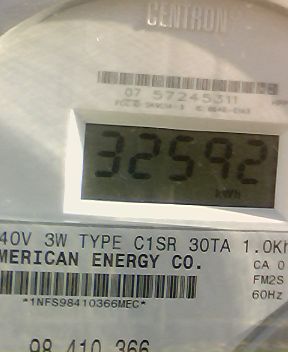 CENTRON
07 57245311
32592
kWh
40V 3W TYPE C1SR 30TA 1.0Kh
MERICAN ENERGY CO.
CA 0
FM2S
*1NFS98410366MEC*
60Hz
98 410 366